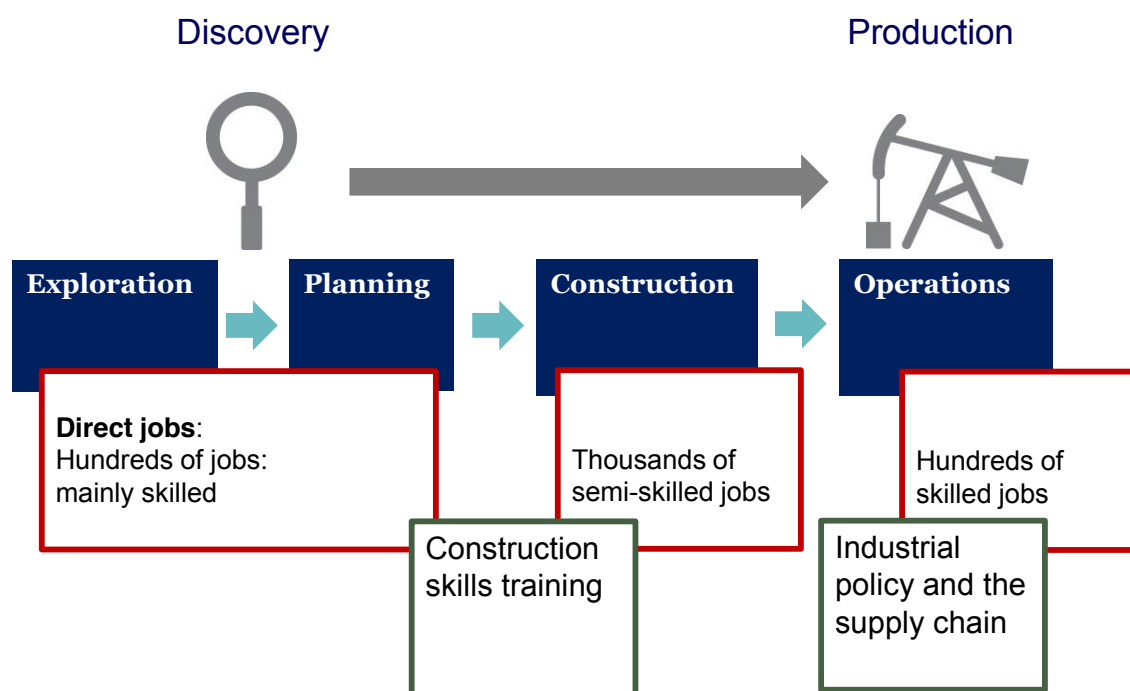 Discovery
Production
Exploration
Planning
Construction
Operations
Direct jobs:
Hundreds of jobs:
mainly skilled
Thousands of
semi-skilled jobs
Hundreds of
skilled jobs
Construction
skills training
Industrial
policy and the
supply chain